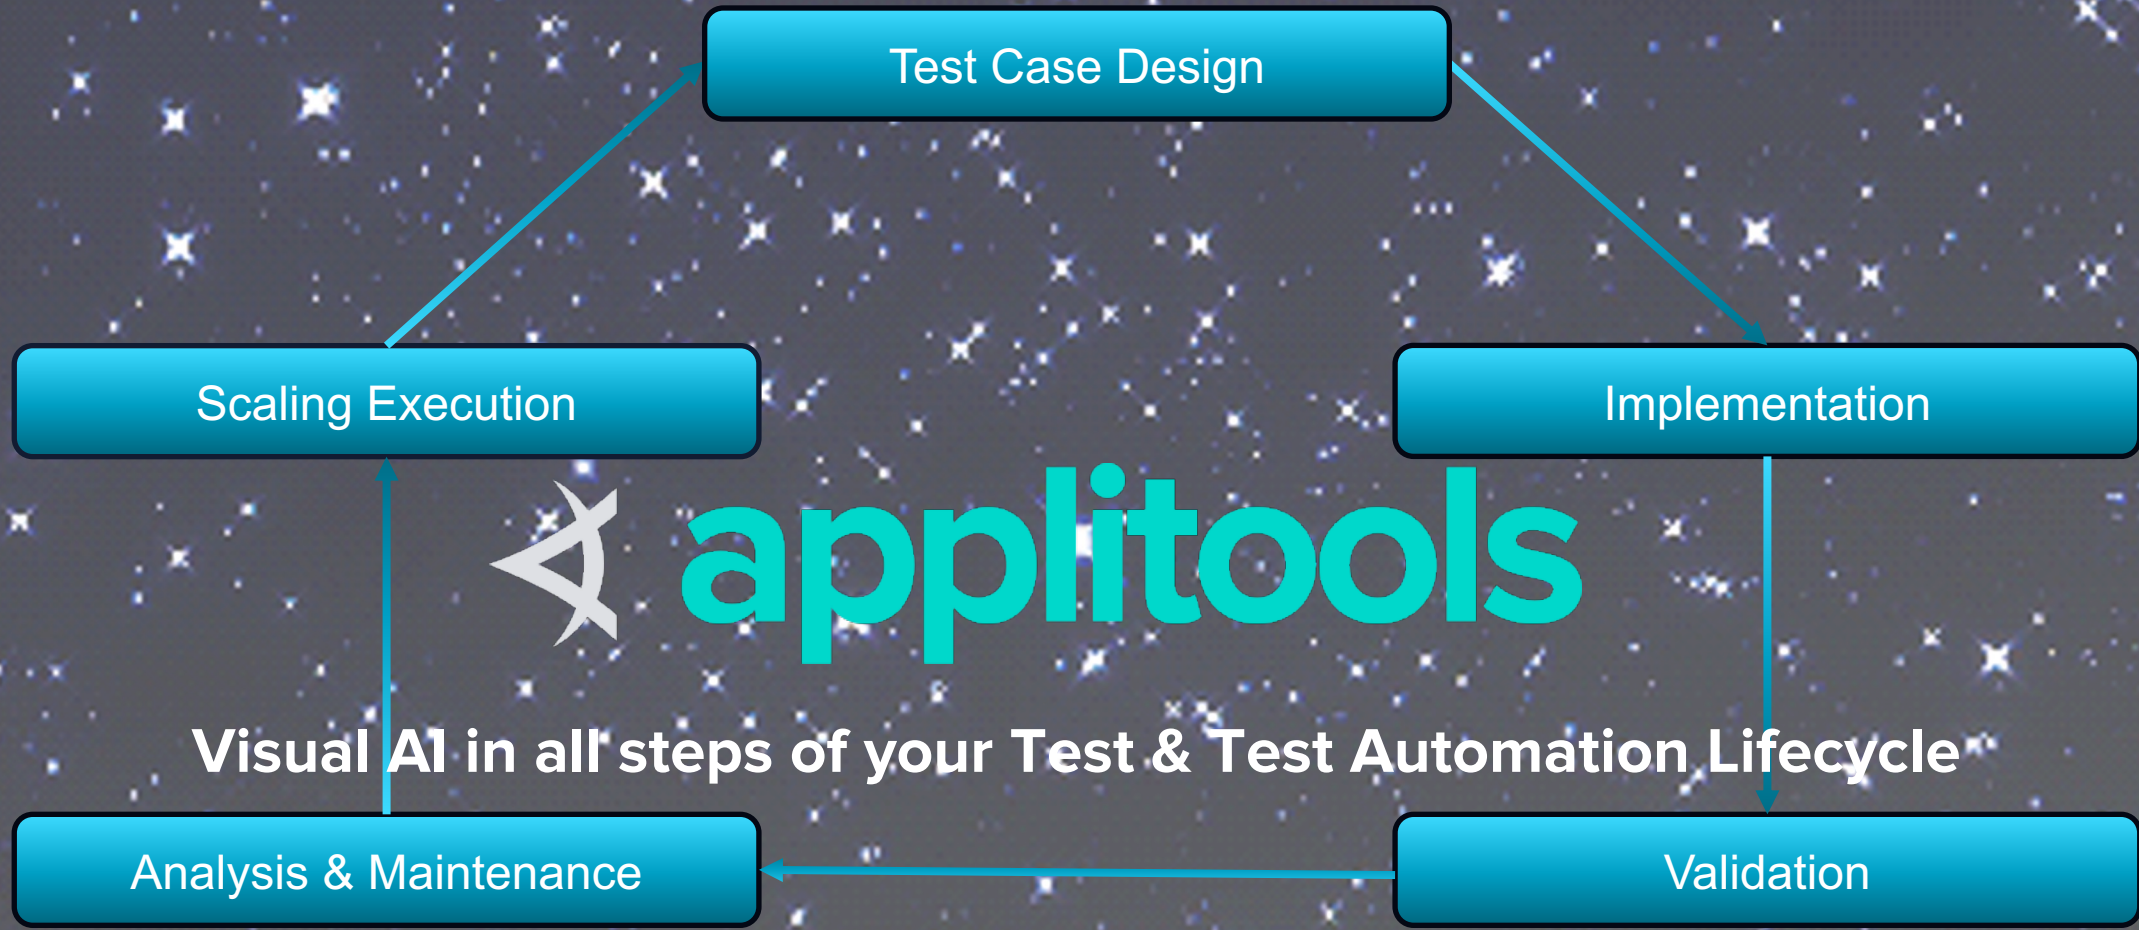 Test Case Design
Scaling Execution
Implementation
applitools
Visual AI in all steps of your Test & Test Automation Lifecycle
Analysis & Maintenance
Validation